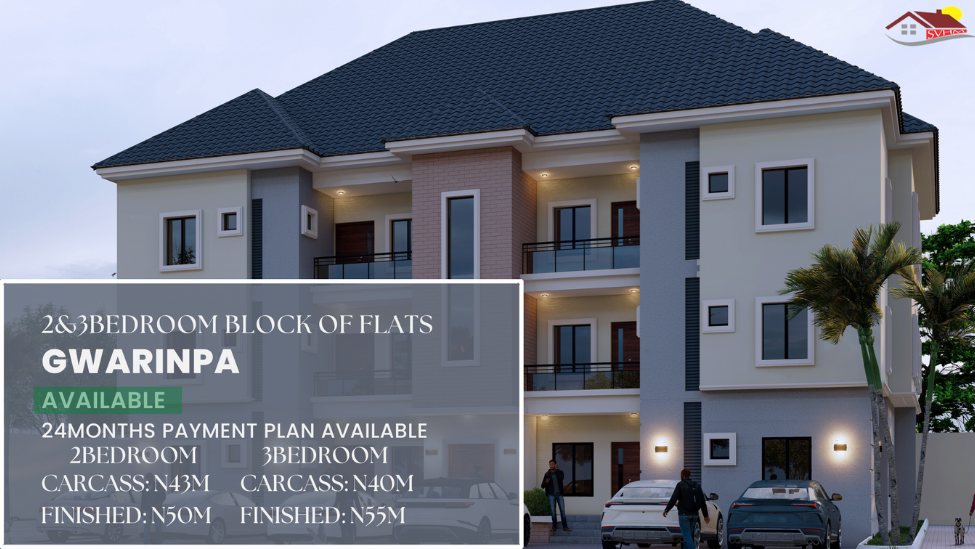 SVHomes
2&3BEDROOM BLOCK OF FLATS
GWARINPA
AVAILABLE
24MONTHS PAYMENT PLAN AVAILABLE
2BEDROOM 3BEDROOM
CARCASS: N43M CARCASS: N40M
FINISHED: N50M FINISHED: N55M